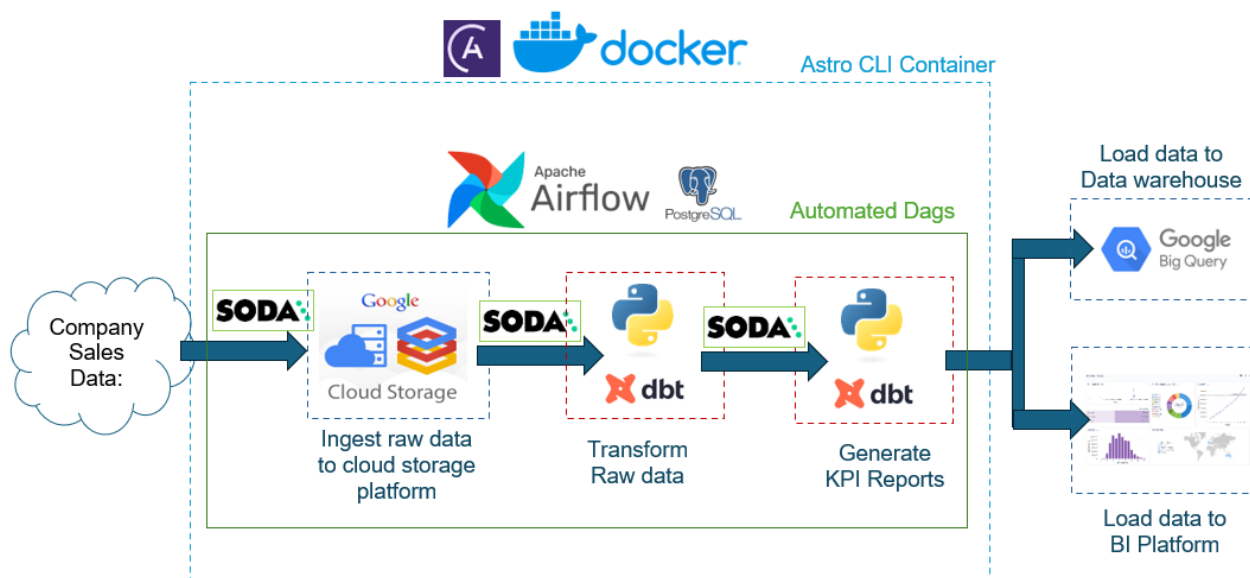 docker
Astro CLI Container
Apache
Airflow
PostgreSQL
Automated Dags
Company
Sales
Data:
SODA
Google
Cloud Storage
Ingest raw data
to cloud storage
platform
SODA
dbt
Transform
Raw data
SODA
dbt
Generate
KPI Reports
Load data to
Data warehouse
Google
Big Query
Load data to
BI Platform